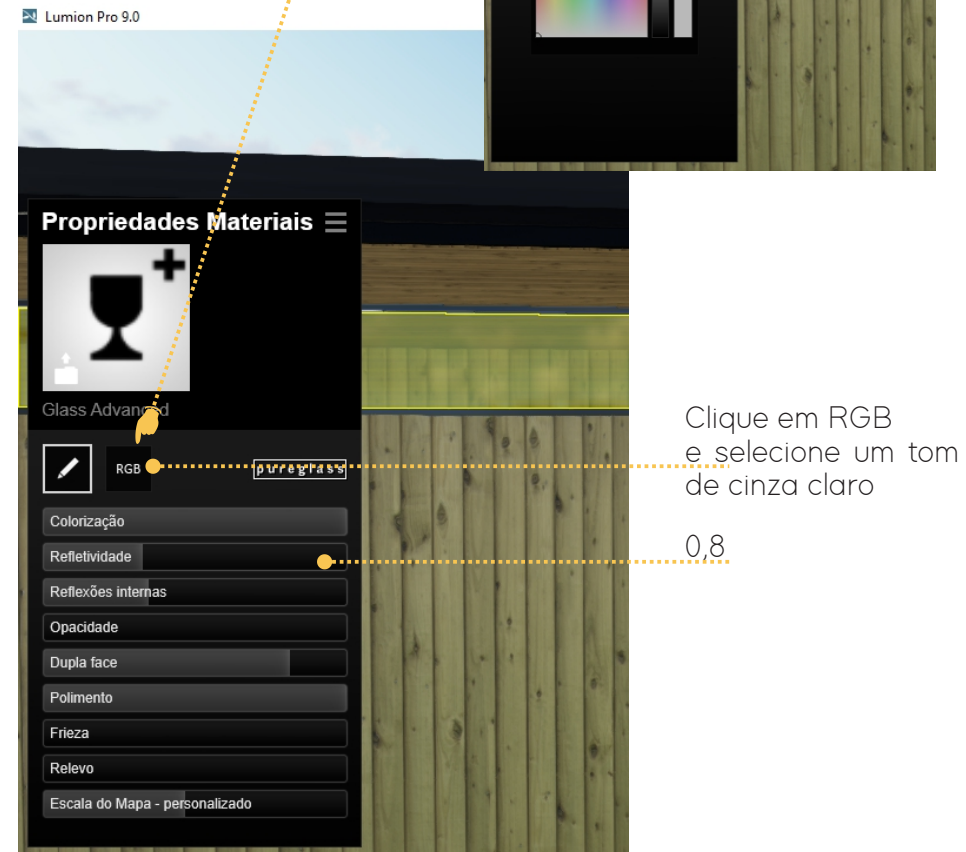 Lumion Pro 9.0
Propriedades Materiais
Glass Advanced
RGB
pureglass
Colorização
Refletividade
Reflexões internas
Opacidade
Dupla face
Polimento
Frieza
Relevo
Escala do Mapa - personalizado
Clique em RGB
e selecione um tom
de cinza claro
0,8